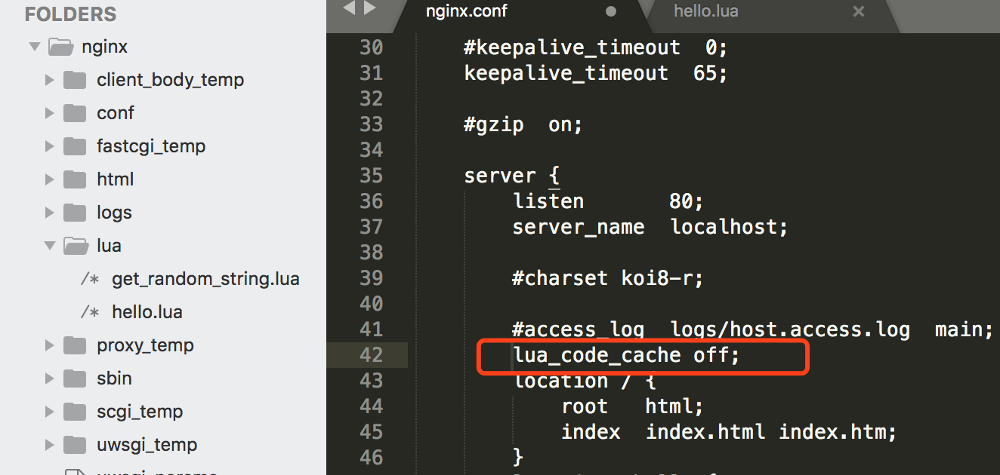 FOLDERS
nginx
client_body_temp
conf
fastcgi_temp
html
logs
lua
/* get_random_string.lua
/* hello.lua
proxy_temp
sbin
scgi_temp
uwsgi_temp
uwsgi_params
nginx.conf
hello.lua
30 #keepalive_timeout  0;
31 keepalive_timeout  65;
32
33 #gzip  on;
34
35 server {
36 listen       80;
37 server_name  localhost;
38
39 #charset koi8-r;
40
41 #access_log  logs/host.access.log  main;
42 lua_code_cache off;
43 location / {
44 root   html;
45 index  index.html index.htm;
46 }